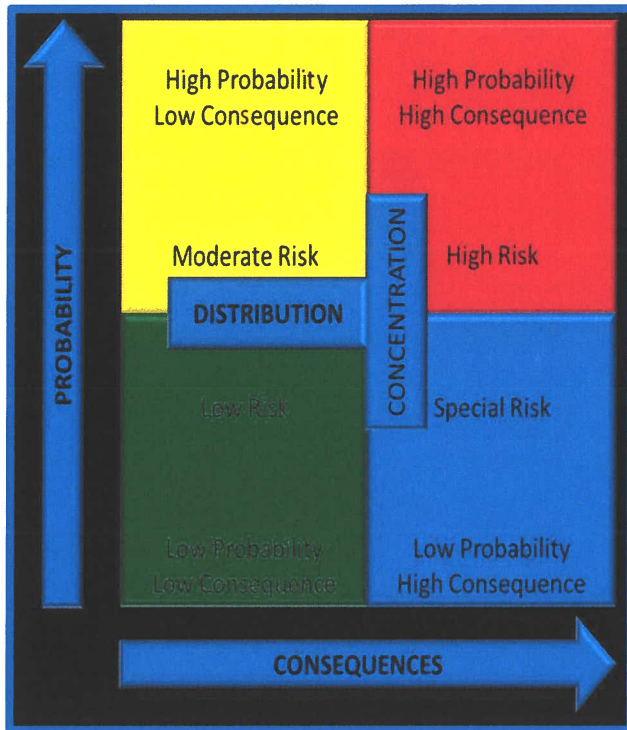 High Probability
Low Consequence
Moderate Risk
High Probability
High Consequence
High Risk
PROBABILITY
DISTRIBUTION
CONCENTRATION
Low Risk
Low Probability
Low Consequence
Special Risk
Low Probability
High Consequence
CONSEQUENCES